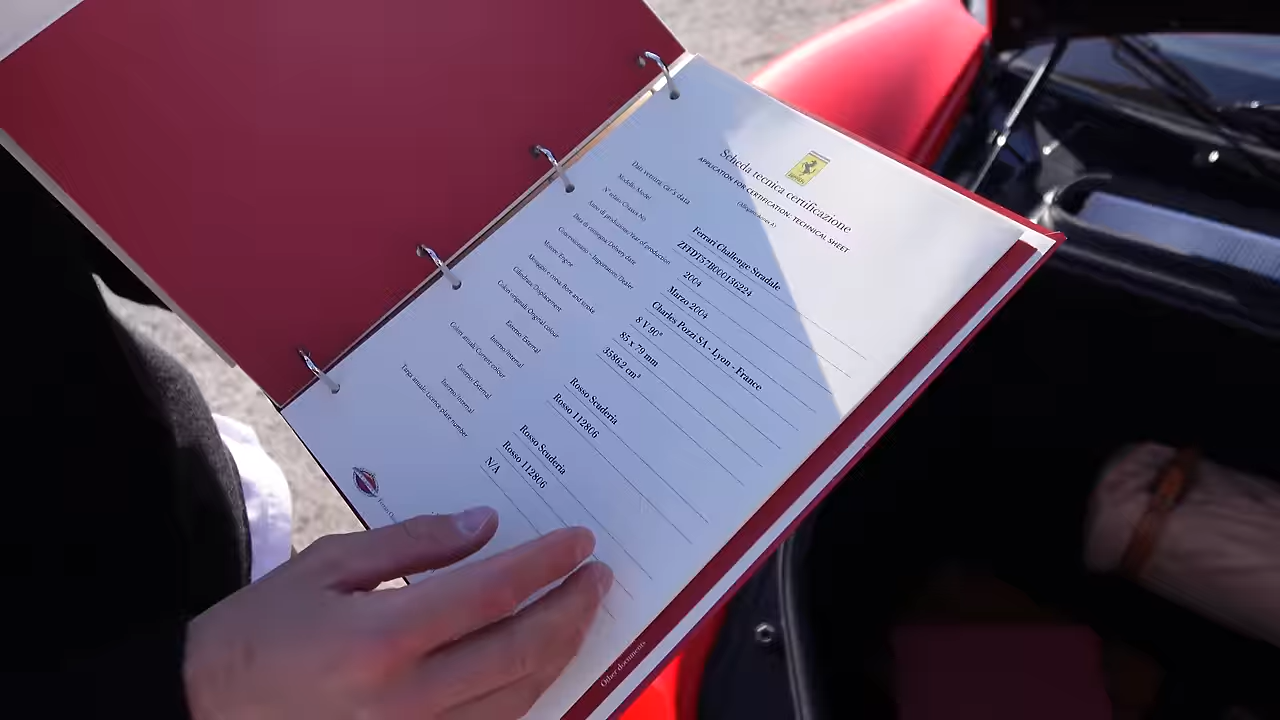 Scheda tecnica certificazione
APPLICATION FOR CERTIFICATION - TECHNICAL SHEET
Dati vettura/Car's data
Modello/Model Ferrari Challenge Stradale
N° telaio/Chassis No ZFFDT57B000136224
Anno di produzione/Year of production 2004
Data di consegna/Delivery date Marzo 2004
Concessionario - Importatore/Dealer Charles Pozzi SA - Lyon - France
Motore/Engine 8 V 90°
Alesaggio e corsa/Bore and stroke 85 x 79 mm
Cilindrata/Displacement 3586.2 cm³
Colori originali/Original colour
Esterno/External Rosso Scuderia
Interno/Internal Rosso 112806
Colori attuali/Current colour
Esterno/External Rosso Scuderia
Interno/Internal Rosso 112806
Targa attuale/Licence plate number N/A
Other documents